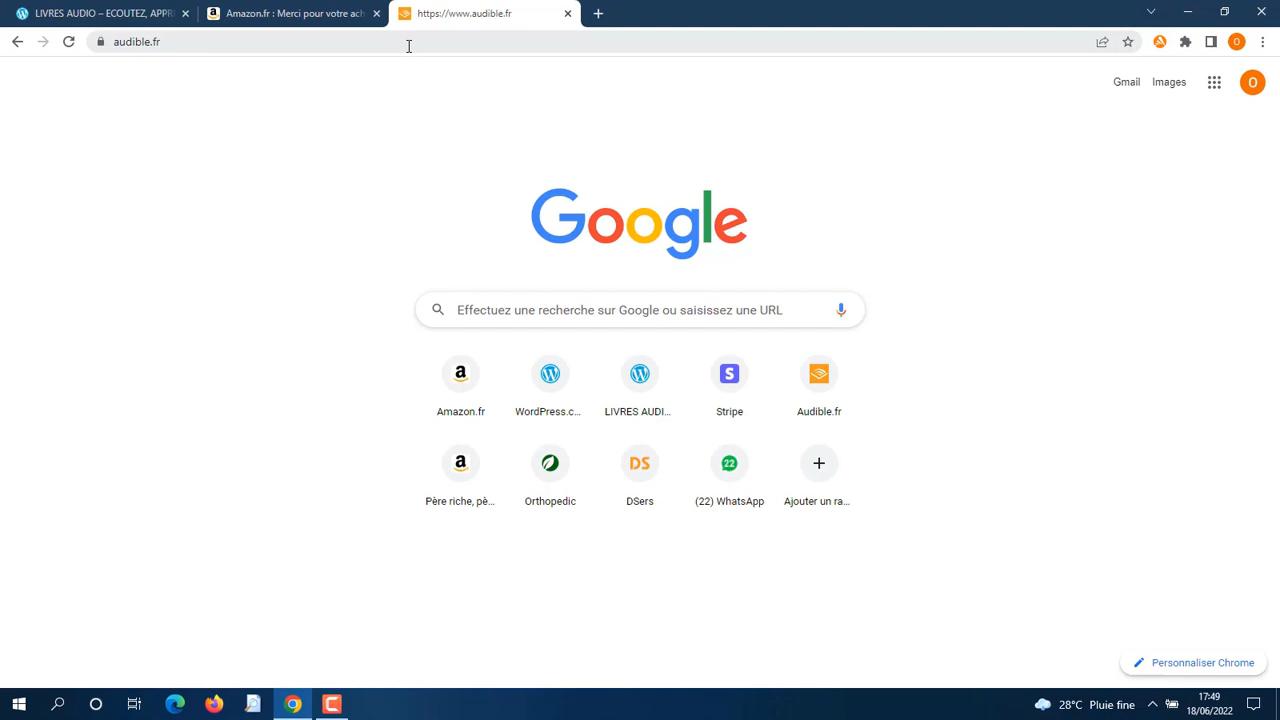 LIVRES AUDIO – ECOUTEZ, APPR
Amazon.fr : Merci pour votre ach
https://www.audible.fr
audible.fr
O
Gmail
Images
O
Google
Effectuez une recherche sur Google ou saisissez une URL
a
S
Amazon.fr
WordPress.c...
LIVRES AUDI...
Stripe
Audible.fr
a
DS
22
Père riche, pè...
Orthopedic
DSers
(22) WhatsApp
Ajouter un ra...
Personnaliser Chrome
28°C Pluie fine
17:49
18/06/2022